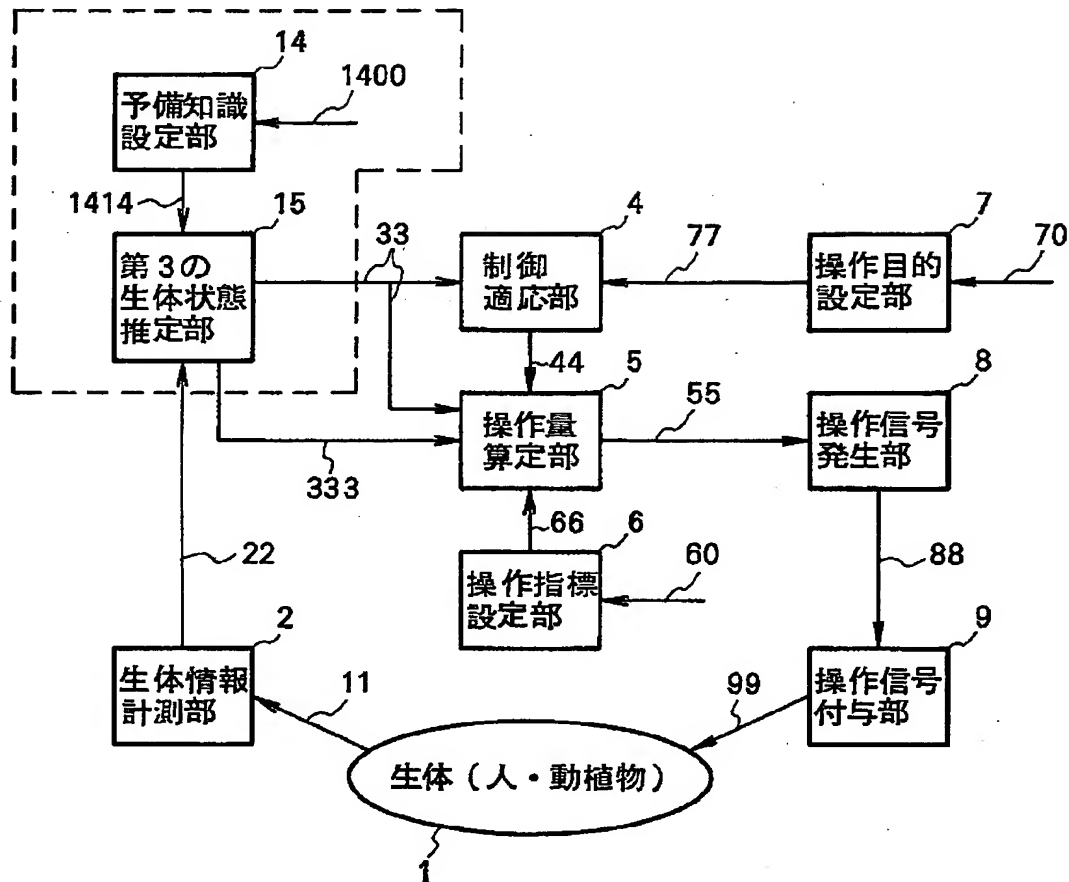 14
1400
予備知識
設定部
1414
15
第3の
生体状態
推定部
33
4
制御
適応部
77
7
操作目的
設定部
70
44
5
操作量
算定部
55
8
操作信号
発生部
333
66
6
操作指標
設定部
60
22
88
2
生体情報
計測部
11
9
操作信号
付与部
99
生体(人・動植物)
1